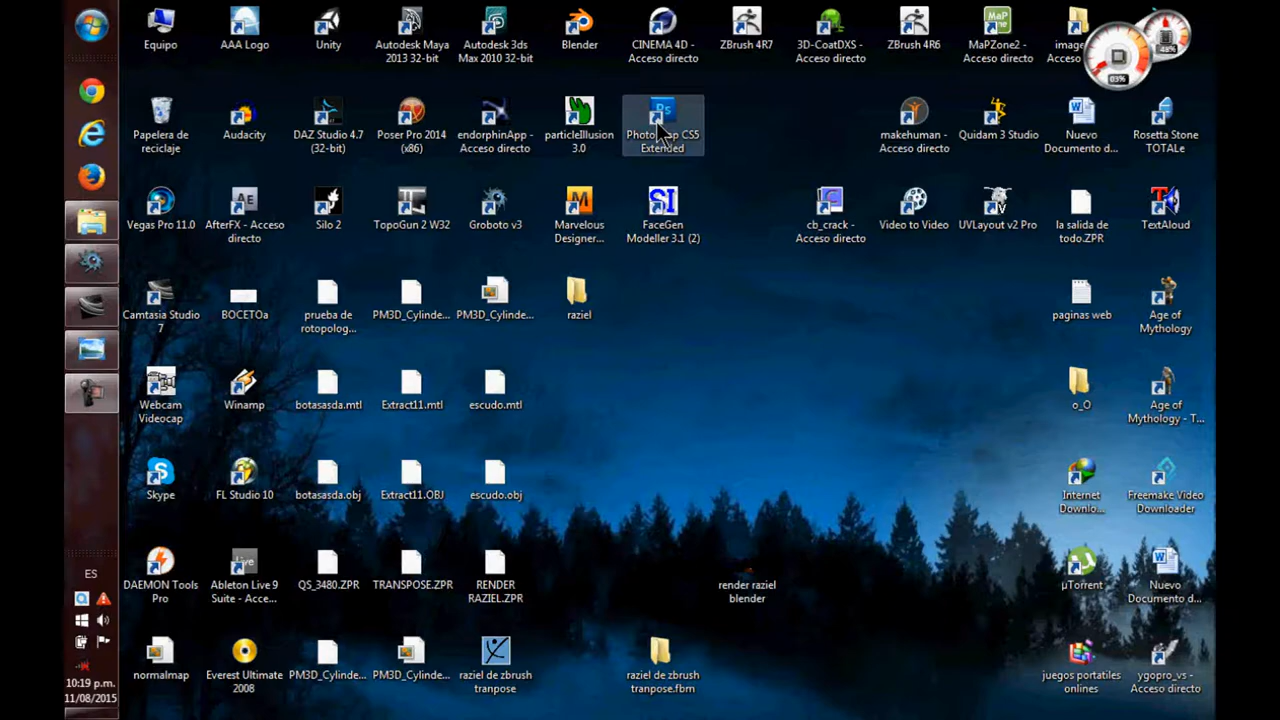 Equipo
AAA Logo
Unity
Autodesk Maya
2013 32-bit
Autodesk 3ds
Max 2010 32-bit
Blender
CINEMA 4D -
Acceso directo
ZBrush 4R7
3D-CoatDXS -
Acceso directo
ZBrush 4R6
MaPZone2 -
Acceso directo
48%
03%
Papelera de
reciclaje
Audacity
DAZ Studio 4.7
(32-bit)
Poser Pro 2014
(x86)
endorphinApp -
Acceso directo
particleIllusion
3.0
CS5
Extended
makehuman -
Acceso directo
Quidam 3 Studio
Nuevo
Documento d...
Rosetta Stone
TOTALe
Vegas Pro 11.0
AfterFX - Acceso
directo
Silo 2
TopoGun 2 W32
Groboto v3
Marvelous
Designer...
FaceGen
Modeller 3.1 (2)
cb_crack -
Acceso directo
Video to Video
UVLayout v2 Pro
la salida de
todo.ZPR
TextAloud
Camtasia Studio
7
BOCETOa
prueba de
rotopolog...
PM3D_Cylinde...
PM3D_Cylinde...
raziel
paginas web
Age of
Mythology
Webcam
Videocap
Winamp
botasasda.mtl
Extract11.mtl
escudo.mtl
o_O
Age of
Mythology - T...
Skype
FL Studio 10
botasasda.obj
Extract11.OBJ
escudo.obj
Internet
Downlo...
Freemake Video
Downloader
ES
DAEMON Tools
Pro
Ableton Live 9
Suite - Acce...
QS_3480.ZPR
TRANSPOSE.ZPR
RENDER
RAZIEL.ZPR
render raziel
blender
µTorrent
Nuevo
Documento d...
normalmap
Everest Ultimate
2008
PM3D_Cylinde...
PM3D_Cylinde...
raziel de zbrush
tranpose
raziel de zbrush
tranpose.fbrn
juegos portatiles
onlines
ygopro_vs -
Acceso directo
10:19 p.m.
11/08/2015